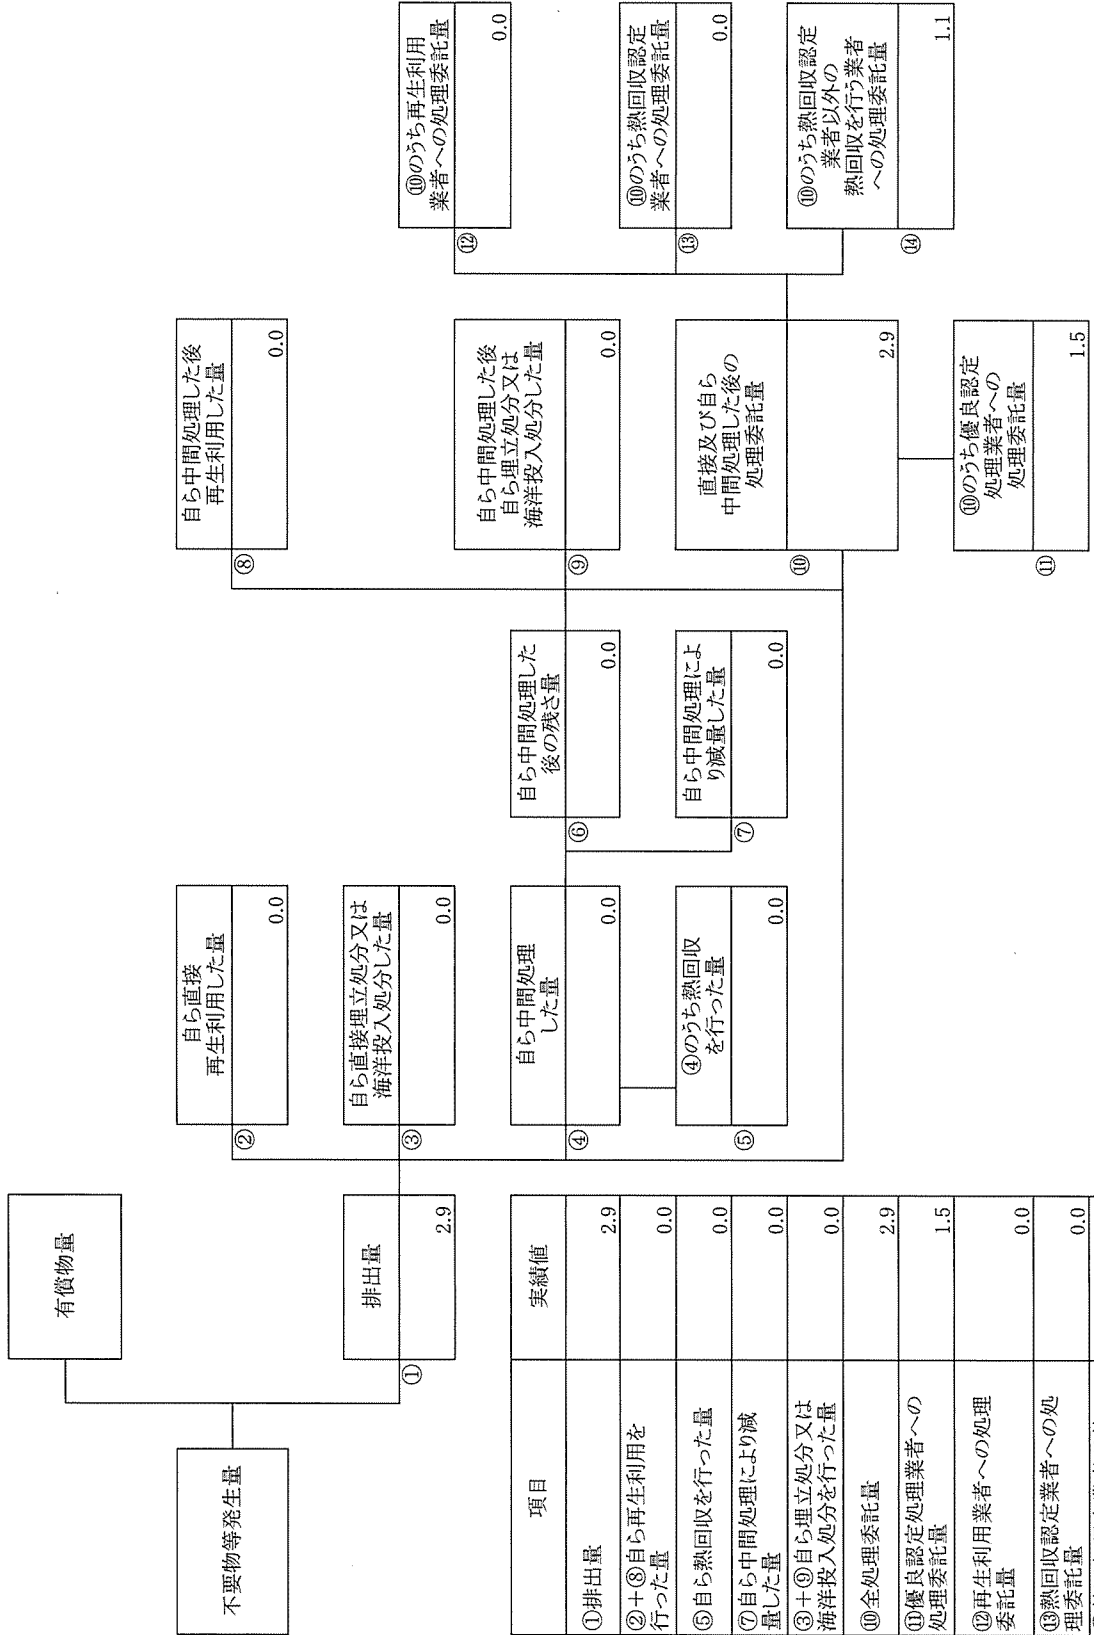 不要物等発生量
有償物量
排出量
①
2.9
自ら直接
再生利用した量
②
0.0
自ら直接埋立処分又は
海洋投入処分した量
③
0.0
自ら中間処理
した量
④
0.0
④のうち熱回収
を行った量
⑤
0.0
自ら中間処理した
後の残さ量
⑥
0.0
自ら中間処理によ
り減量した量
⑦
0.0
自ら中間処理した後
再生利用した量
⑧
0.0
自ら中間処理した後
自ら埋立処分又は
海洋投入処分した量
⑨
0.0
直接及び自ら
中間処理した後の
処理委託量
⑩
2.9
⑩のうち優良認定
処理業者への
処理委託量
⑪
1.5
⑩のうち再生利用
業者への処理委託量
⑫
0.0
⑩のうち熱回収認定
業者への処理委託量
⑬
0.0
⑩のうち熱回収認定
業者以外の
熱回収を行う業者
への処理委託量
⑭
1.1
項目 実績値
①排出量 2.9
②+⑧自ら再生利用を
行った量 0.0
⑤自ら熱回収を行った量 0.0
⑦自ら中間処理により減
量した量 0.0
③+⑨自ら埋立処分又は
海洋投入処分を行った量 0.0
⑩全処理委託量 2.9
⑪優良認定処理業者への
処理委託量 1.5
⑫再生利用業者への処理
委託量 0.0
⑬熱回収認定業者への処
理委託量 0.0